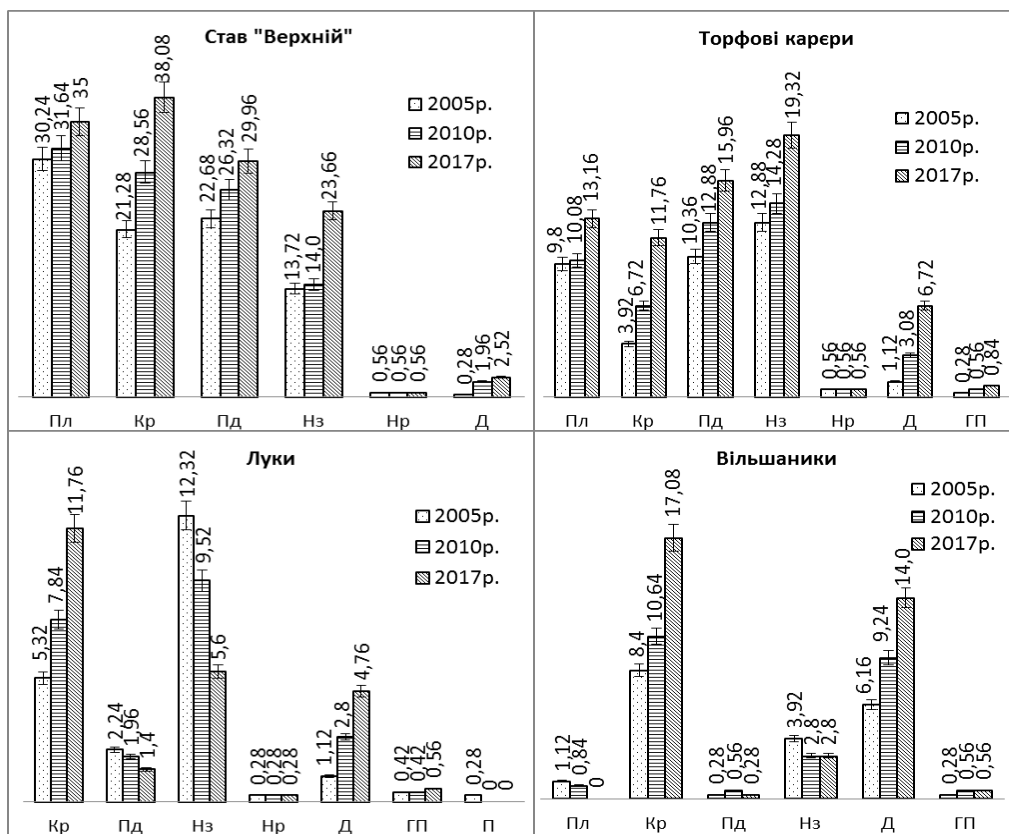 Став "Верхній"
2005р.
2010р.
2017р.
30,24 31,64 35 21,28 28,56 38,08 22,68 26,32 29,96 13,72 14,0 23,66 0,56 0,56 0,56 0,28 1,96 2,52
Пл Кр Пд Нз Нр Д
Торфові карєри
2005р.
2010р.
2017р.
9,8 10,08 13,16 3,92 6,72 11,76 10,36 12,88 15,96 12,88 14,28 19,32 0,56 0,56 0,56 1,12 3,08 6,72 0,28 0,56 0,84
Пл Кр Пд Нз Нр Д ГП
Луки
2005р.
2010р.
2017р.
5,32 7,84 11,76 2,24 1,96 1,4 12,32 9,52 5,6 0,28 0,28 0,28 1,12 2,8 4,76 0,42 0,42 0,56 0,28 0 0
Кр Пд Нз Нр Д ГП П
Вільшаники
2005р.
2010р.
2017р.
1,12 0,84 0 8,4 10,64 17,08 0,28 0,56 0,28 3,92 2,8 2,8 6,16 9,24 14,0 0,28 0,56 0,56
Пл Кр Пд Нз Д ГП